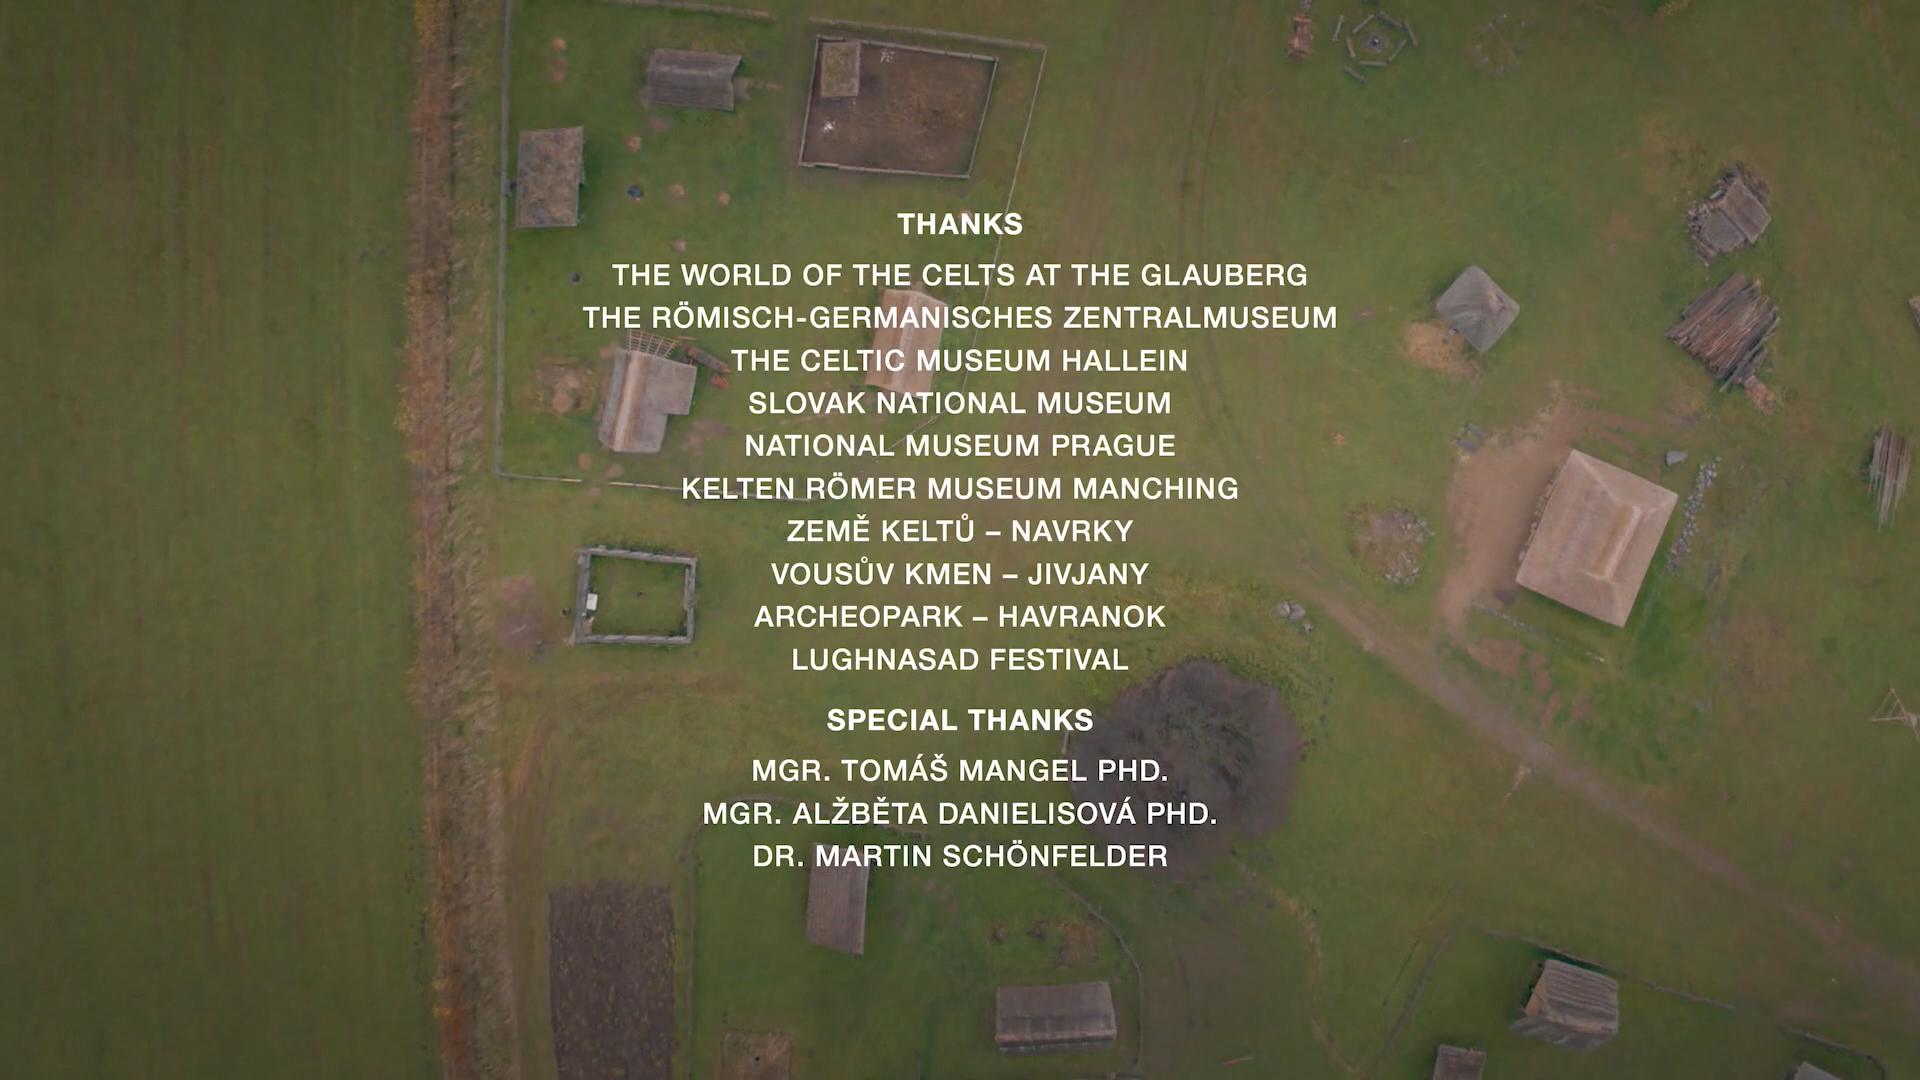 THANKS
THE WORLD OF THE CELTS AT THE GLAUBERG
THE RÖMISCH-GERMANISCHES ZENTRALMUSEUM
THE CELTIC MUSEUM HALLEIN
SLOVAK NATIONAL MUSEUM
NATIONAL MUSEUM PRAGUE
KELTEN RÖMER MUSEUM MANCHING
ZEMĚ KELTŮ – NAVRKY
VOUSŮV KMEN – JIVJANY
ARCHEOPARK – HAVRANOK
LUGHNASAD FESTIVAL
SPECIAL THANKS
MGR. TOMÁŠ MANGEL PHD.
MGR. ALŽBĚTA DANIELISOVÁ PHD.
DR. MARTIN SCHÖNFELDER